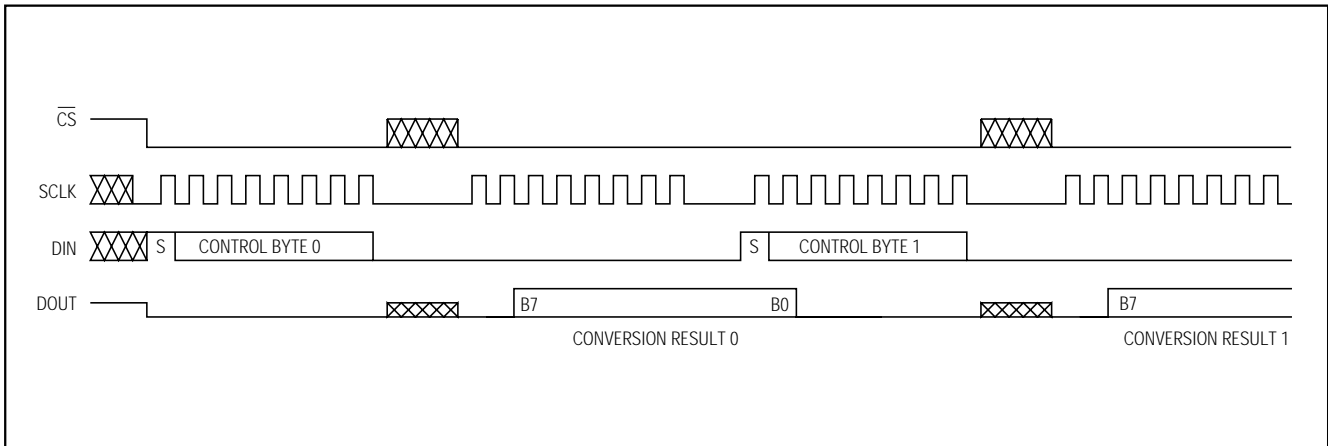 CS
SCLK
DIN S CONTROL BYTE 0 S CONTROL BYTE 1
DOUT B7 B0 B7
CONVERSION RESULT 0 CONVERSION RESULT 1